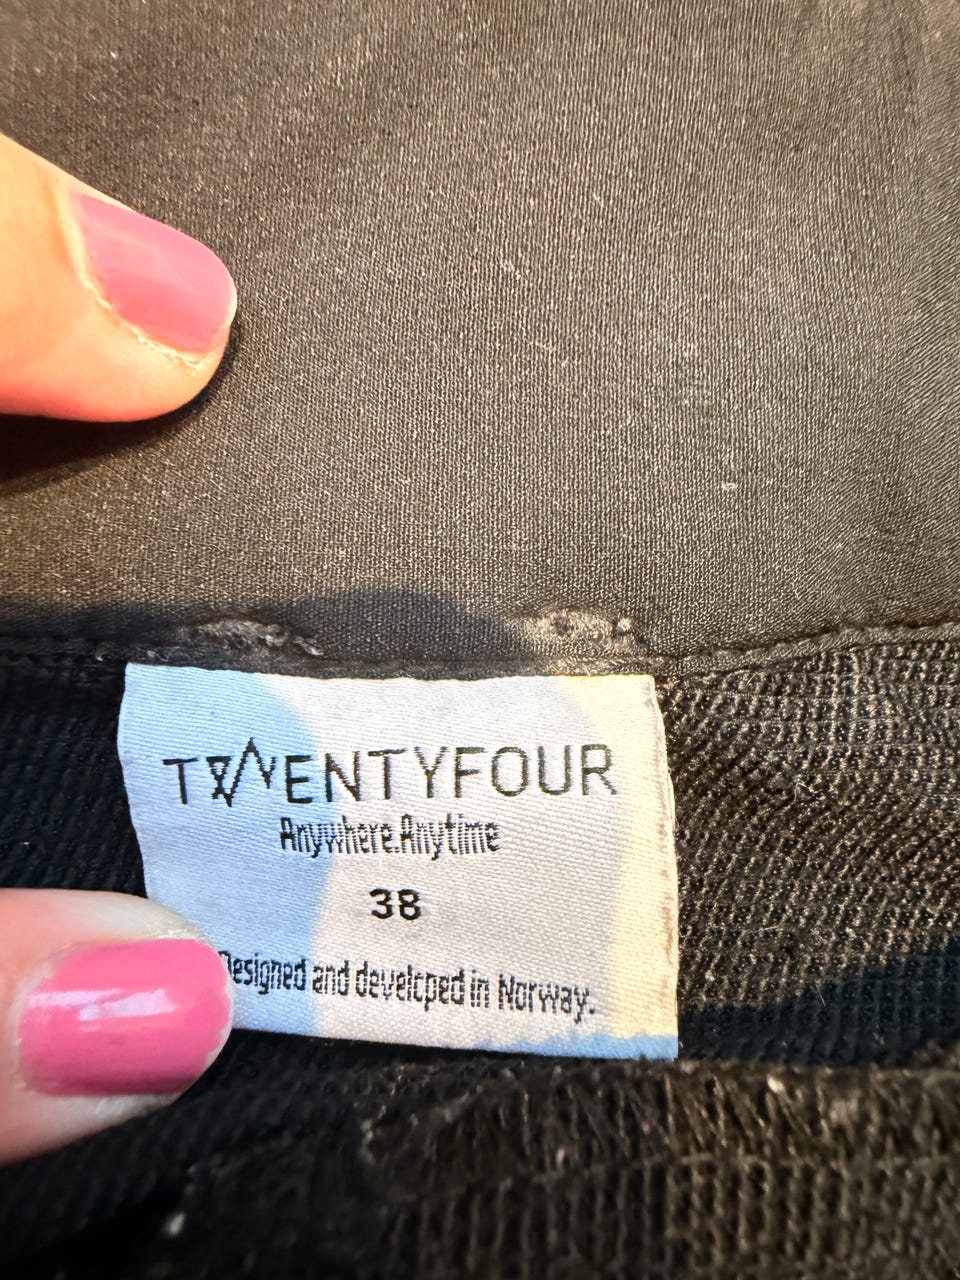 TWENTYFOUR
Anywhere.Anytime
38
Designed and developed in Norway.